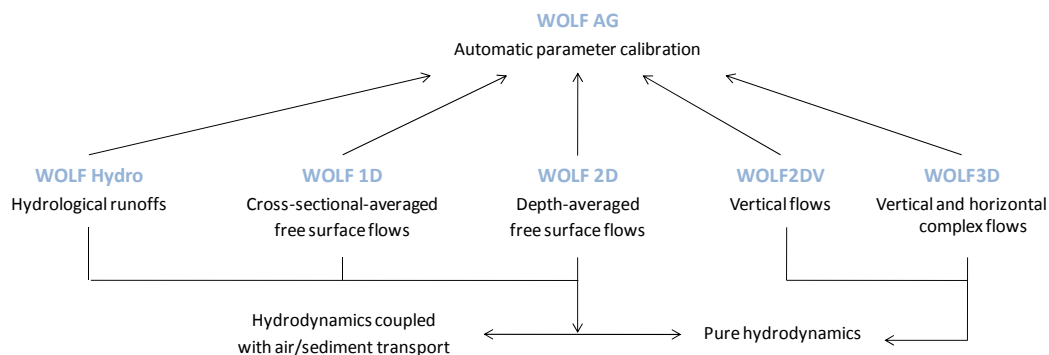 WOLF AG
Automatic parameter calibration
WOLF Hydro
Hydrological runoffs
WOLF 1D
Cross-sectional-averaged
free surface flows
WOLF 2D
Depth-averaged
free surface flows
WOLF2DV
Vertical flows
WOLF3D
Vertical and horizontal
complex flows
Hydrodynamics coupled
with air/sediment transport
Pure hydrodynamics